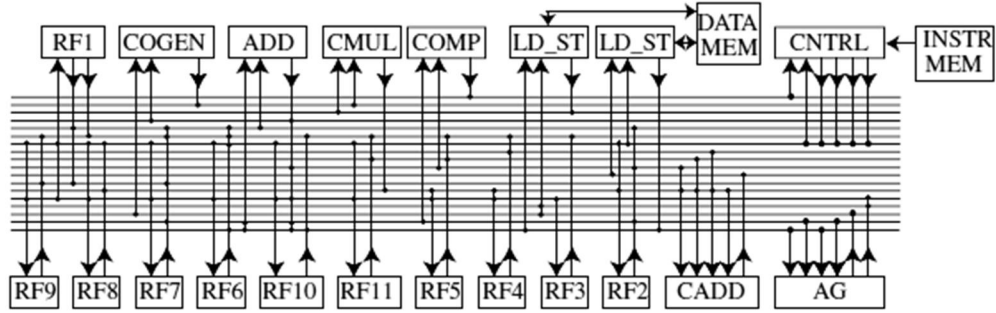 RF1 COGEN ADD CMUL COMP LD_ST LD_ST DATA MEM CNTRL INSTR MEM
RF9 RF8 RF7 RF6 RF10 RF11 RF5 RF4 RF3 RF2 CADD AG